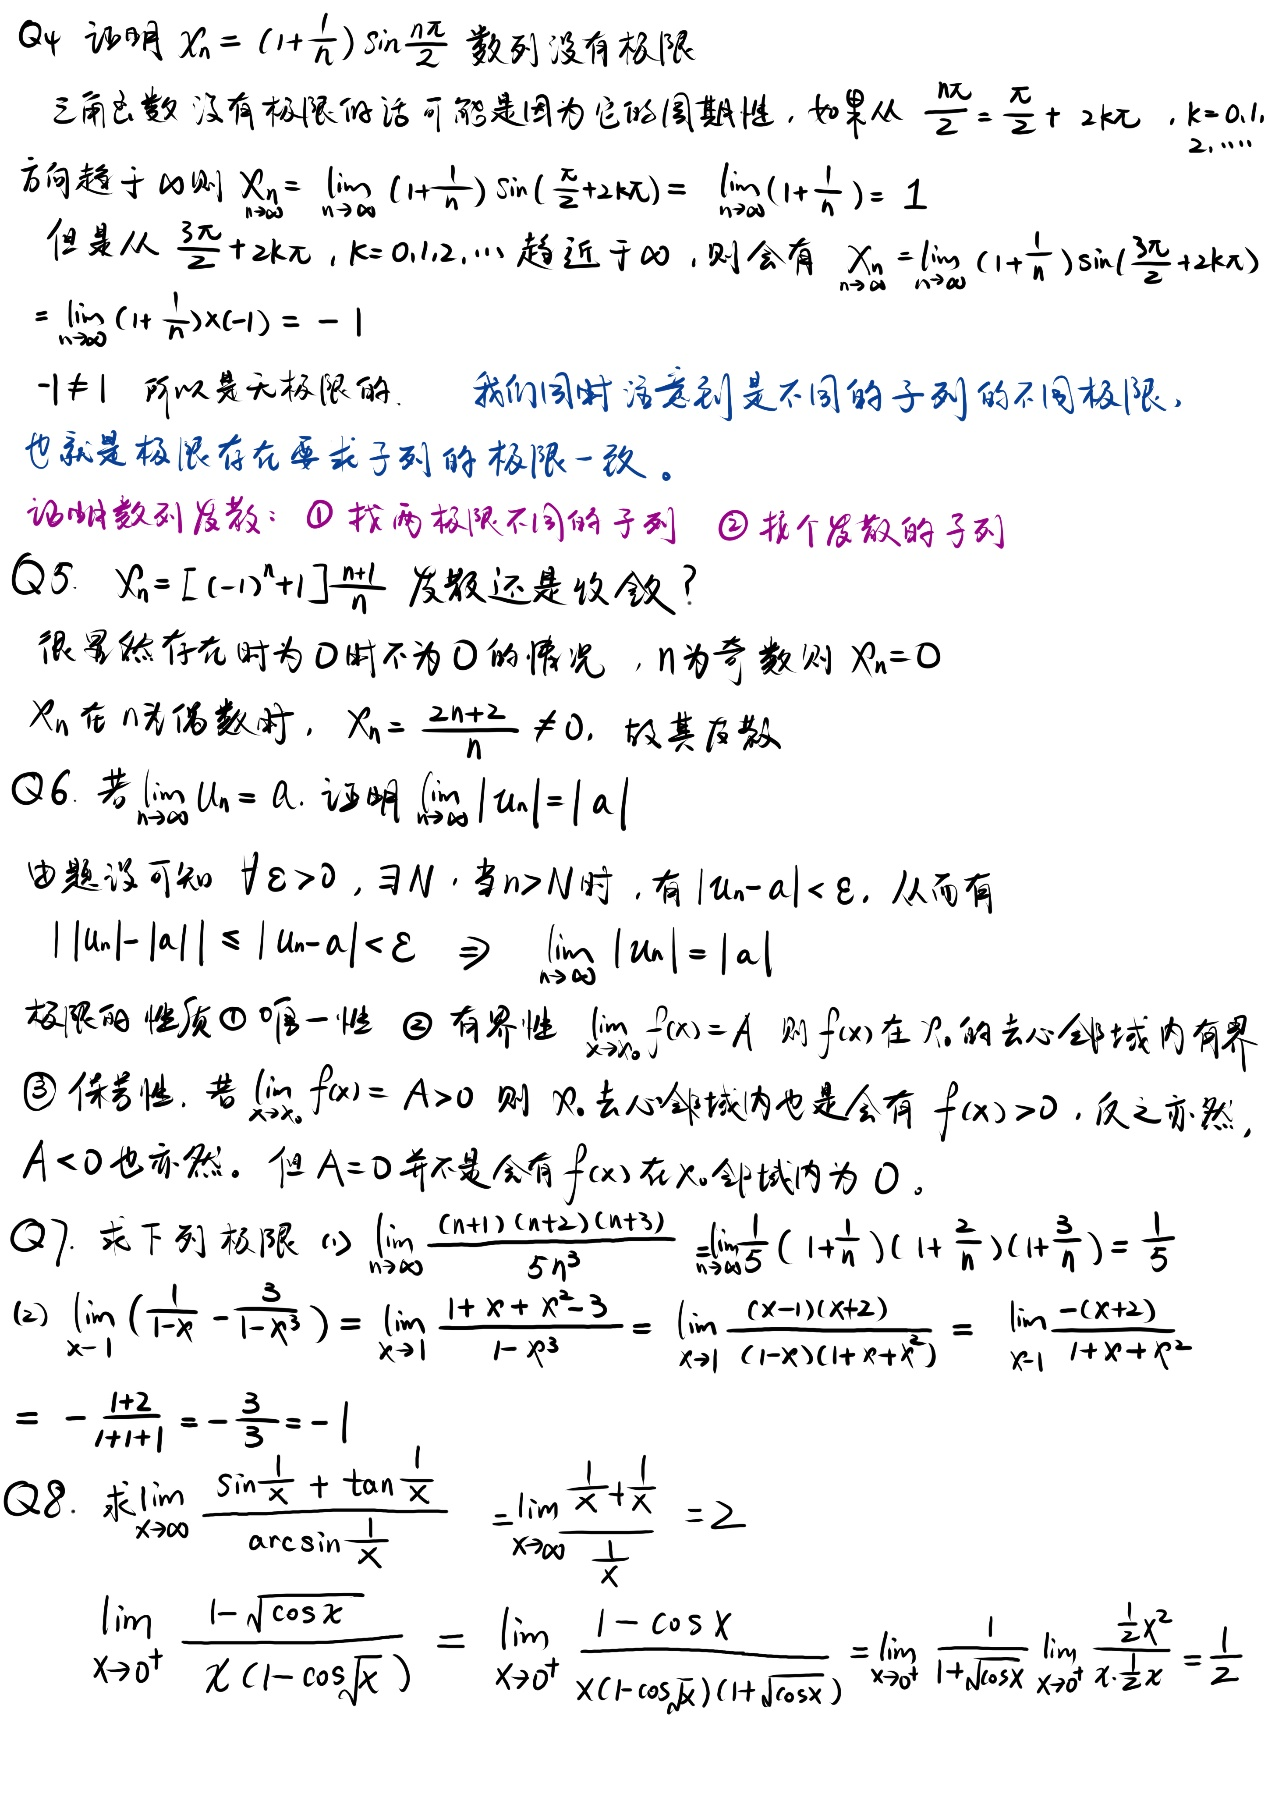 Q4 证明 xₙ = (1+1/n) sin nπ/2 数列没有极限
三角函数没有极限的话可能是因为它的周期性, 如果从 nπ/2 = π/2 + 2kπ , k=0,1,2,....
方向趋于∞则 xₙ (n→∞) = lim(n→∞) (1+1/n) sin(π/2+2kπ) = lim(n→∞) (1+1/n) = 1
但是从 3π/2 + 2kπ , k=0,1,2,... 趋近于∞ , 则会有 xₙ (n→∞) = lim(n→∞) (1+1/n) sin(3π/2+2kπ)
= lim(n→∞) (1+1/n)×(-1) = -1
-1≠1 所以是无极限的. 我们同时注意到是不同的子列的不同极限,
也就是极限存在要求子列的极限一致。
证明数列发散: ① 找两极限不同的子列 ② 找个发散的子列
Q5. xₙ = [(-1)ⁿ+1] (n+1)/n 发散还是收敛?
很显然存在时为0时不为0的情况 , n为奇数则 xₙ=0
xₙ 在 n为偶数时, xₙ = (2n+2)/n ≠ 0, 故其发散
Q6. 若 lim(n→∞) uₙ = a. 证明 lim(n→∞) |uₙ| = |a|
由题设可知 ∀ε>0 , ∃N , 当n>N时 , 有 |uₙ-a|<ε, 从而有
||uₙ|-|a|| ≤ |uₙ-a|<ε ⇒ lim(n→∞) |uₙ| = |a|
极限的性质 ① 唯一性 ② 有界性 lim(x→x₀) f(x)=A 则 f(x) 在 x₀ 的去心邻域内有界
③ 保号性, 若 lim(x→x₀) f(x) = A>0 则 x₀ 去心邻域内也是会有 f(x)>0 , 反之亦然,
A<0也亦然。但 A=0 并不是会有 f(x) 在 x₀ 邻域内为 0 。
Q7. 求下列极限 (1) lim(n→∞) (n+1)(n+2)(n+3)/5n³ = lim(n→∞) 1/5 (1+1/n)(1+2/n)(1+3/n) = 1/5
(2) lim(x-1) (1/(1-x) - 3/(1-x³)) = lim(x→1) (1+x+x²-3)/(1-x³) = lim(x→1) (x-1)(x+2)/((1-x)(1+x+x²)) = lim(x-1) -(x+2)/(1+x+x²)
= - (1+2)/(1+1+1) = - 3/3 = -1
Q8. 求 lim(x→∞) (sin 1/x + tan 1/x)/(arcsin 1/x) = lim(x→∞) (1/x + 1/x)/(1/x) = 2
lim(x→0⁺) (1-√cosx)/(x(1-cos√x)) = lim(x→0⁺) (1-cosx)/(x(1-cos√x)(1+√cosx)) = lim(x→0⁺) 1/(1+√cosx) lim(x→0⁺) (½x²)/(x·½x) = 1/2